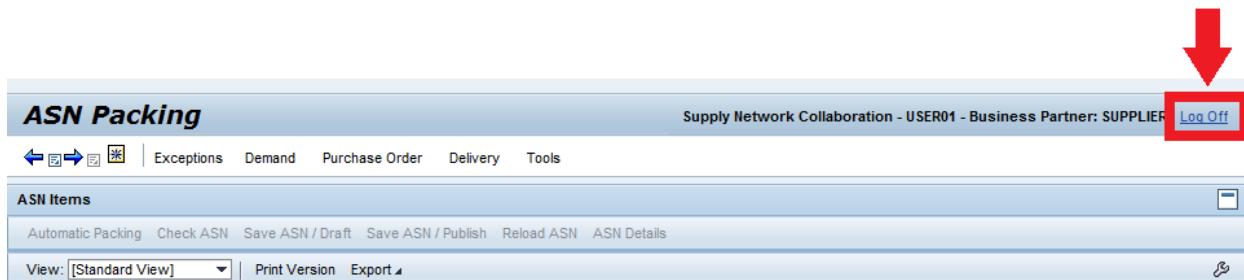 ASN Packing Supply Network Collaboration - USER01 - Business Partner: SUPPLIER Log Off
Exceptions Demand Purchase Order Delivery Tools
ASN Items
Automatic Packing Check ASN Save ASN / Draft Save ASN / Publish Reload ASN ASN Details
View: [Standard View] Print Version Export